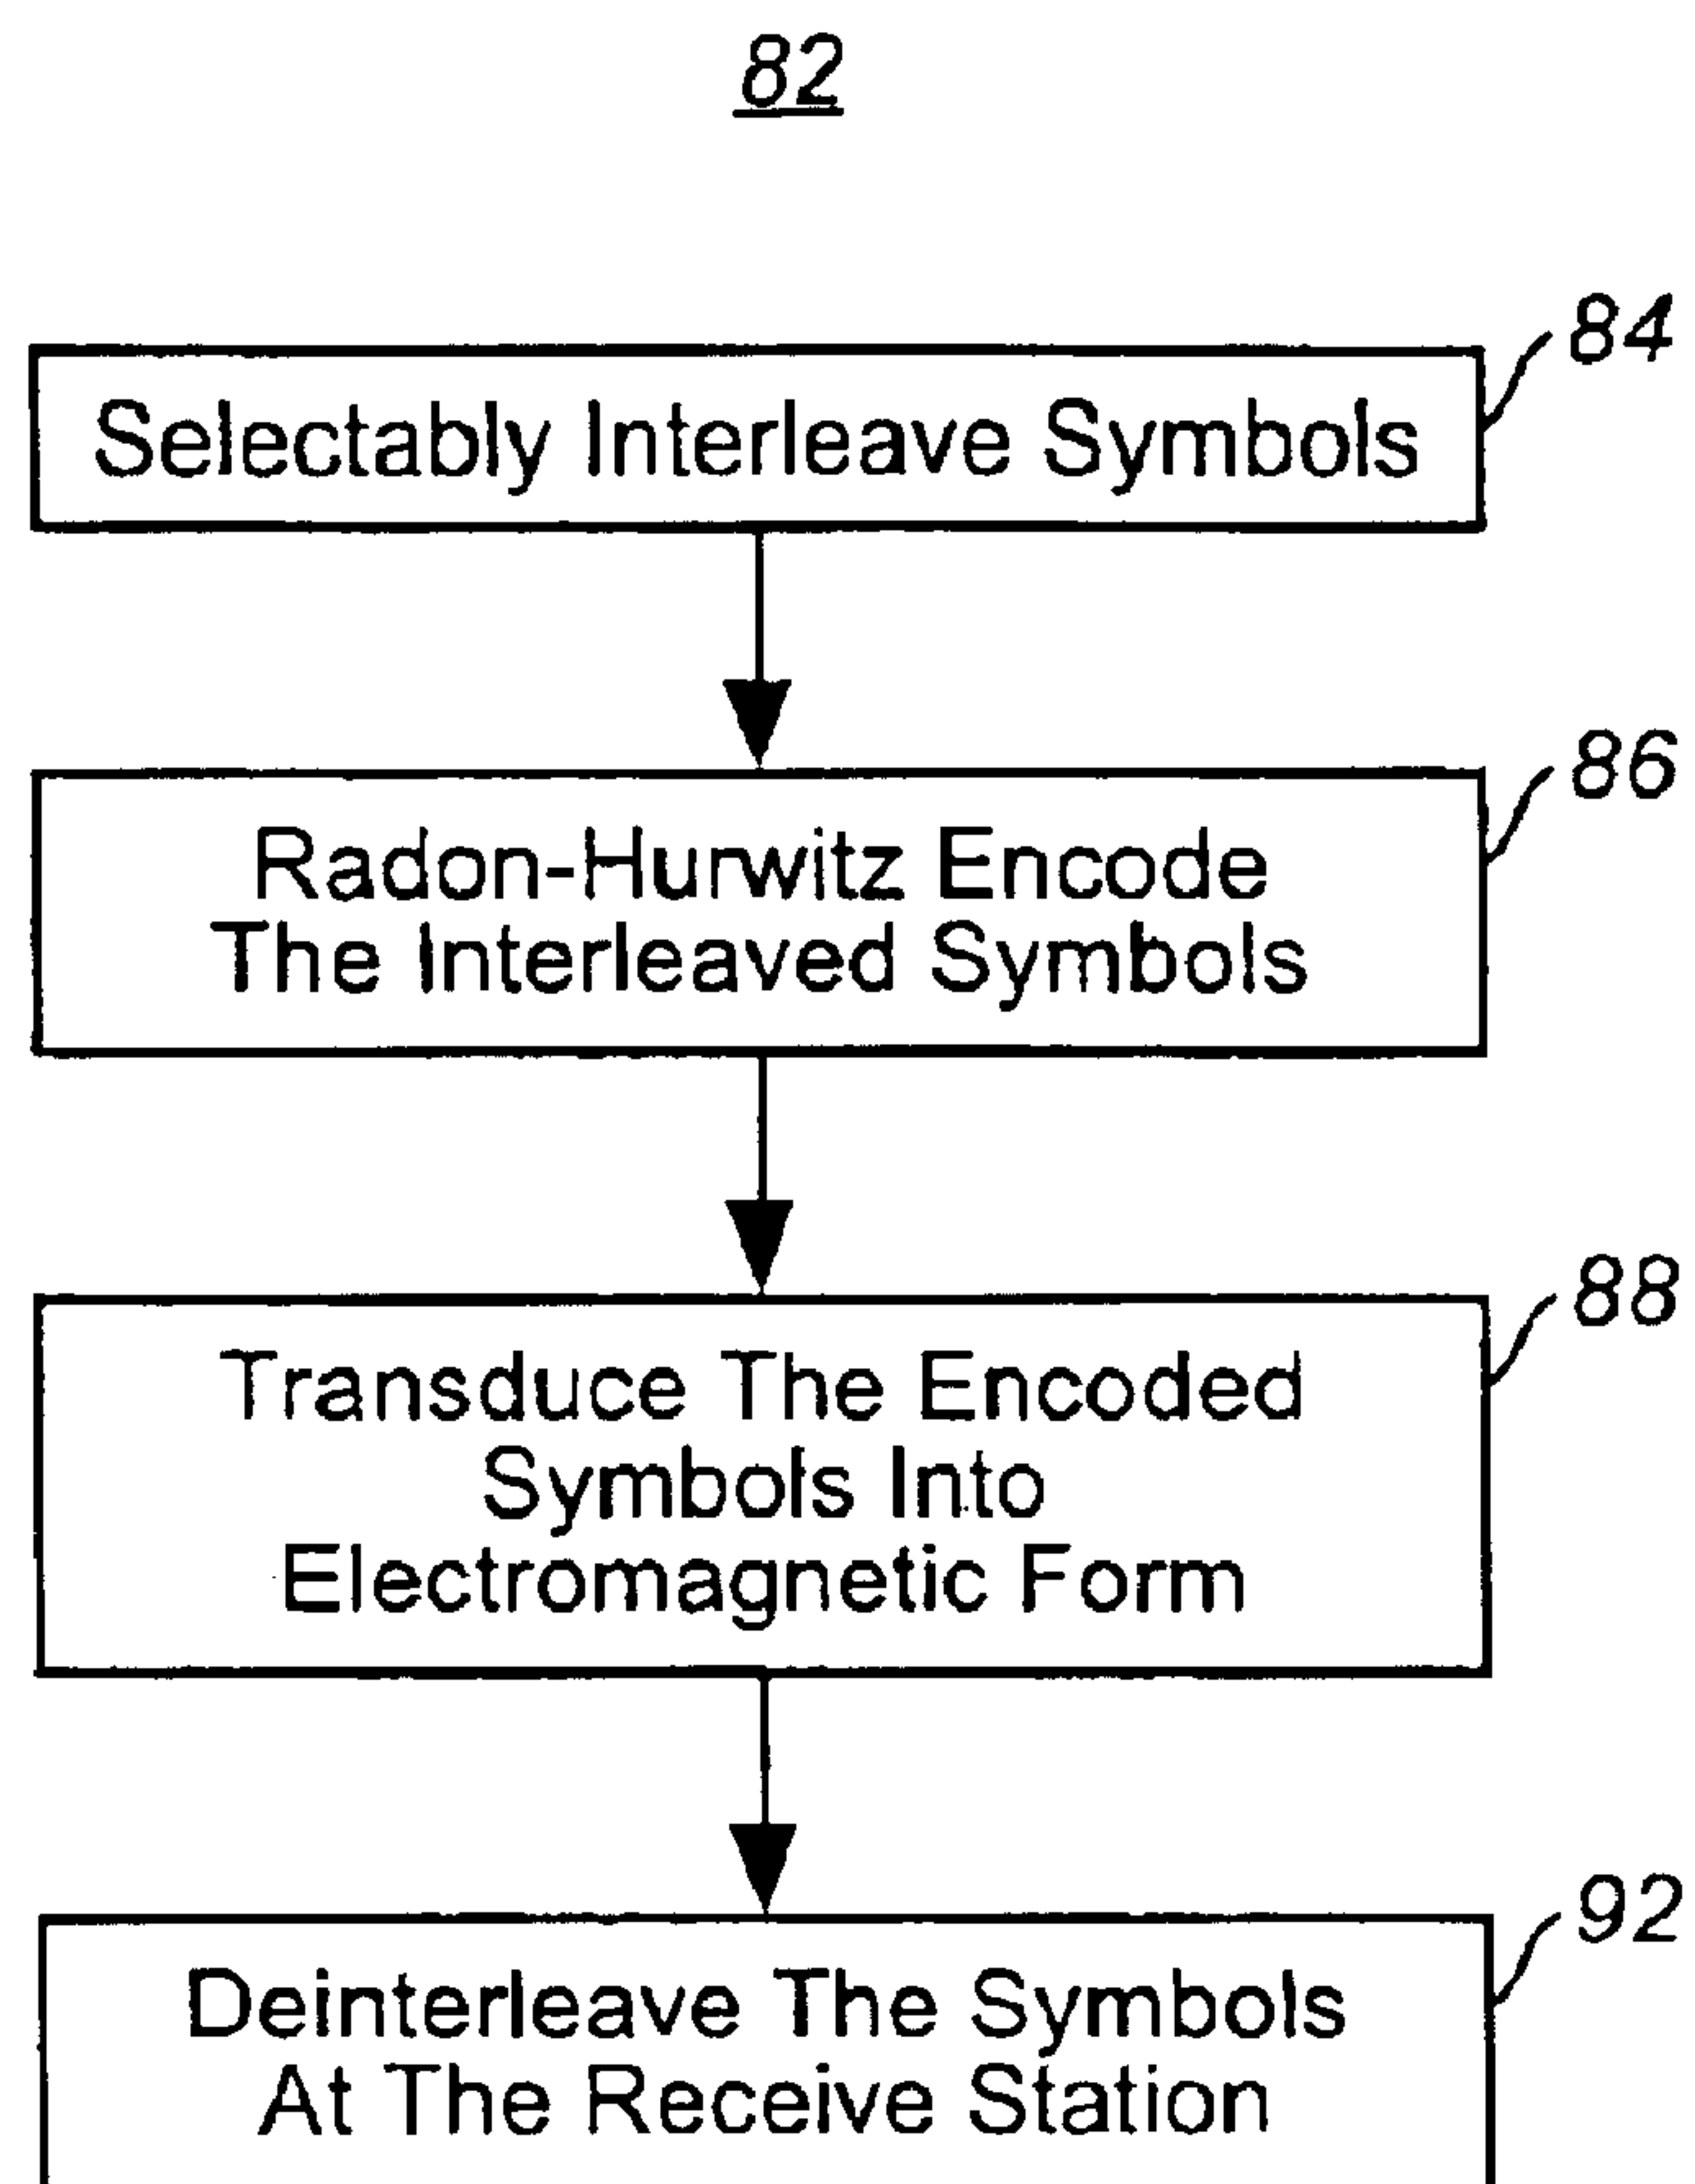 82
84
Selectably Interleave Symbols
86
Radon-Hurwitz Encode
The Interleaved Symbols
88
Transduce The Encoded
Symbols Into
Electromagnetic Form
92
Deinterleave The Symbols
At The Receive Station